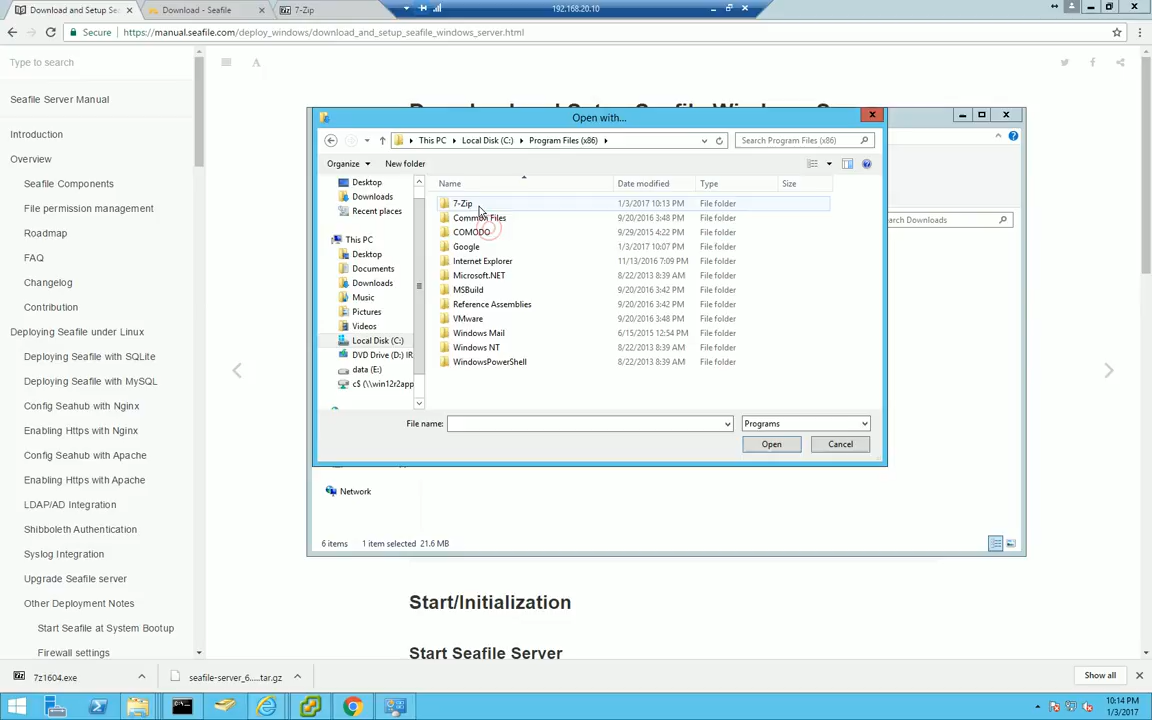 Download and Setup Se
Download - Seafile
7-Zip
192.168.20.10
Secure
https://manual.seafile.com/deploy_windows/download_and_setup_seafile_windows_server.html
Type to search
A
Seafile Server Manual
Introduction
Overview
Seafile Components
File permission management
Roadmap
FAQ
Changelog
Contribution
Deploying Seafile under Linux
Deploying Seafile with SQLite
Deploying Seafile with MySQL
Config Seahub with Nginx
Enabling Https with Nginx
Config Seahub with Apache
Enabling Https with Apache
LDAP/AD Integration
Shibboleth Authentication
Syslog Integration
Upgrade Seafile server
Other Deployment Notes
Start Seafile at System Bootup
Firewall settings
Open with...
This PC
Local Disk (C:)
Program Files (x86)
Search Program Files (x86)
Organize
New folder
Desktop
Downloads
Recent places
This PC
Desktop
Documents
Downloads
Music
Pictures
Videos
Local Disk (C:)
DVD Drive (D:) IR
data (E:)
c$ (\\win12r2app
Name Date modified Type Size
7-Zip 1/3/2017 10:13 PM File folder
Common Files 9/20/2016 3:48 PM File folder
COMODO 9/29/2015 4:22 PM File folder
Google 1/3/2017 10:07 PM File folder
Internet Explorer 11/13/2016 7:09 PM File folder
Microsoft.NET 8/22/2013 8:39 AM File folder
MSBuild 9/20/2016 3:42 PM File folder
Reference Assemblies 9/20/2016 3:42 PM File folder
VMware 9/20/2016 3:48 PM File folder
Windows Mail 6/15/2015 12:54 PM File folder
Windows NT 8/22/2013 8:39 AM File folder
WindowsPowerShell 8/22/2013 8:39 AM File folder
File name:
Programs
Open
Cancel
earch Downloads
Network
6 items 1 item selected 21.6 MB
Start/Initialization
Start Seafile Server
7z1604.exe
seafile-server_6.....tar.gz
Show all
10:14 PM
1/3/2017